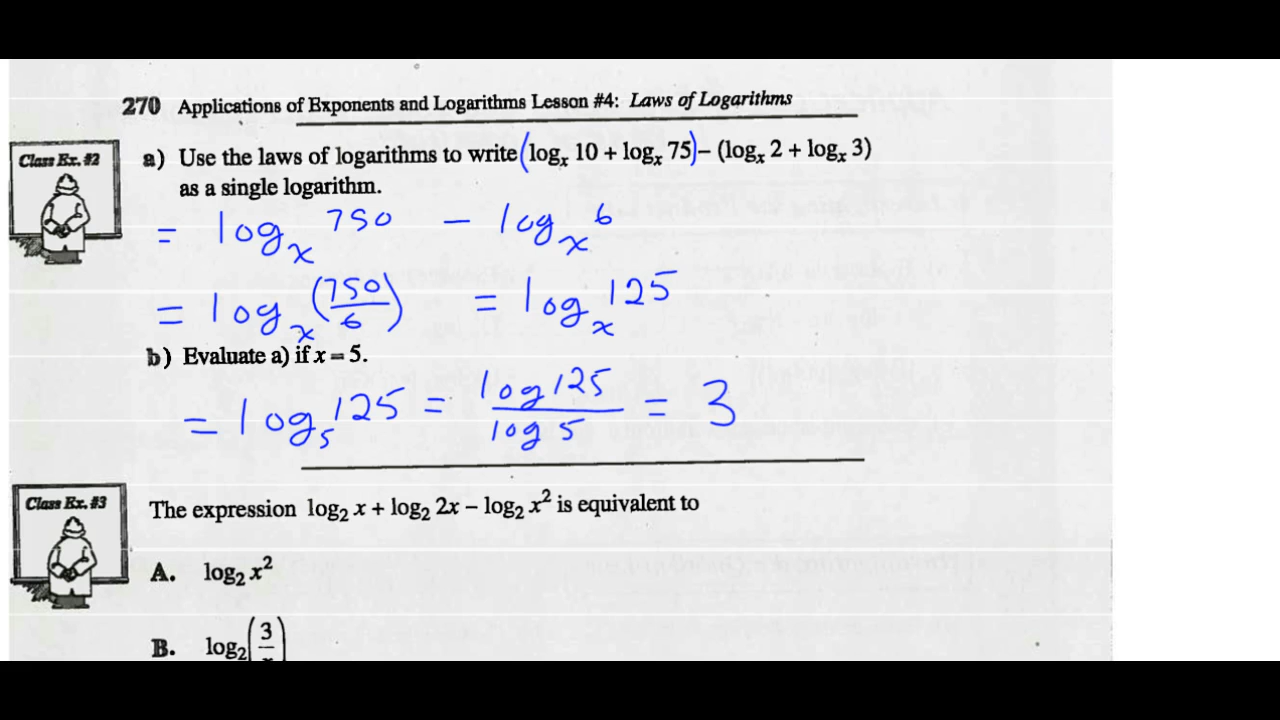 270 Applications of Exponents and Logarithms Lesson #4: Laws of Logarithms
Class Ex. #2
a) Use the laws of logarithms to write (logₓ 10 + logₓ 75) – (logₓ 2 + logₓ 3)
as a single logarithm.
= logₓ 750 – logₓ 6
= logₓ (750/6) = logₓ 125
b) Evaluate a) if x = 5.
= log₅ 125 = log 125 / log 5 = 3
Class Ex. #3
The expression log₂ x + log₂ 2x – log₂ x² is equivalent to
A. log₂ x²
B. log₂(3/